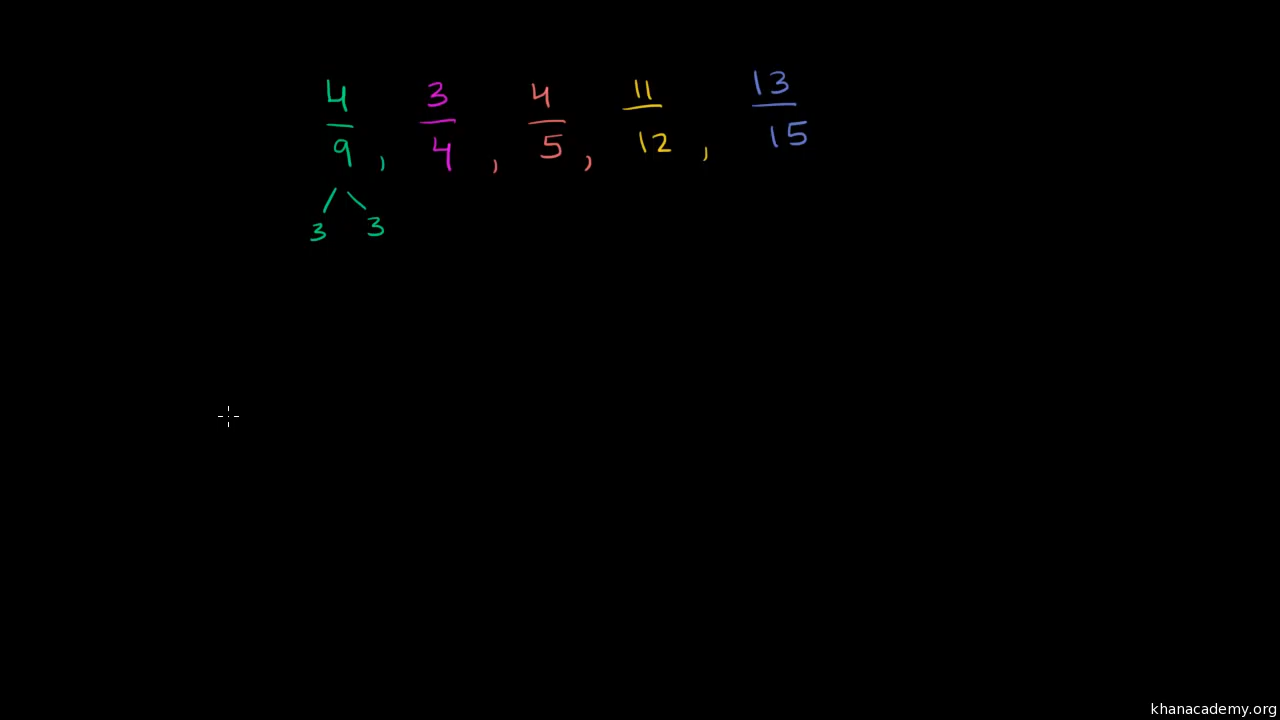 4/9, 3/4, 4/5, 11/12, 13/15
3 3
khanacademy.org